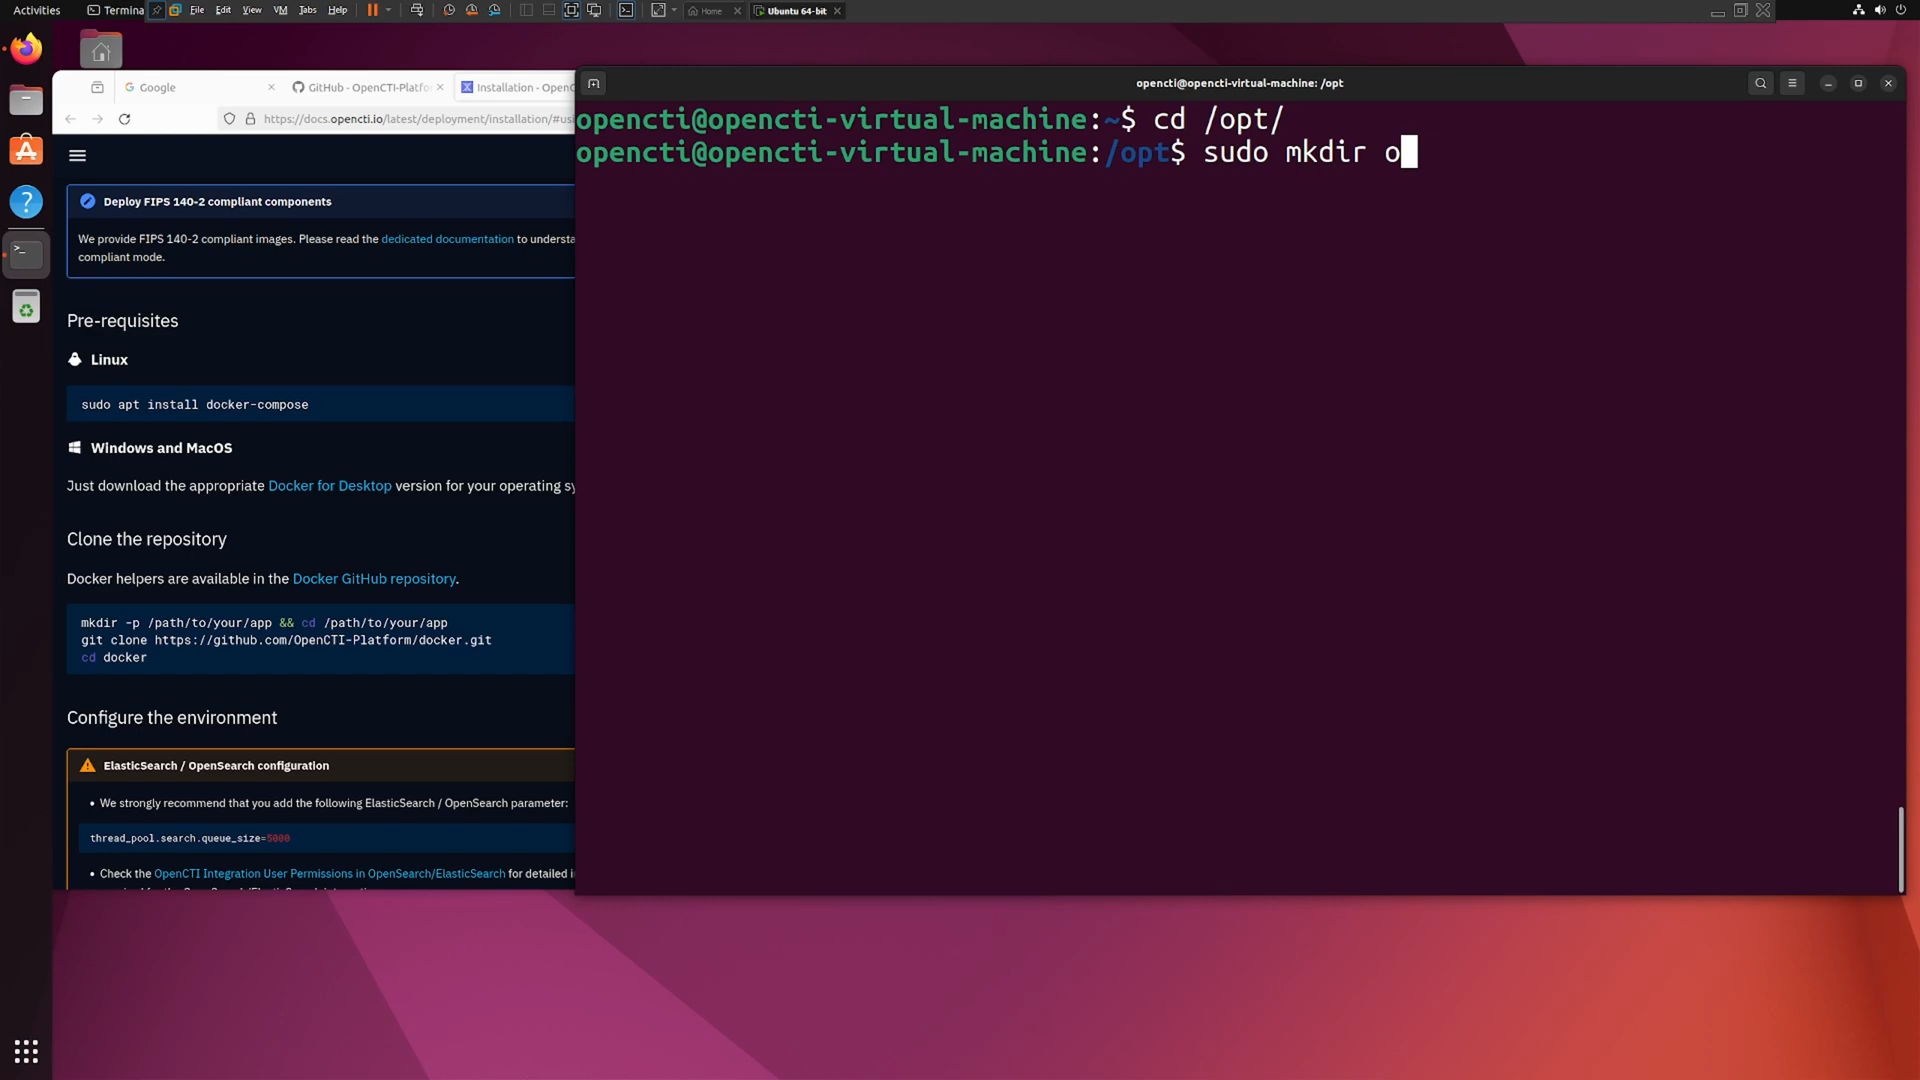 Activities
Termina
File Edit View VM Tabs Help
Home
Ubuntu 64-bit
Google
GitHub - OpenCTI-Platfo
Installation - OpenC
https://docs.opencti.io/latest/deployment/installation/#usi
Deploy FIPS 140-2 compliant components
We provide FIPS 140-2 compliant images. Please read the dedicated documentation to understa
compliant mode.
Pre-requisites
Linux
sudo apt install docker-compose
Windows and MacOS
Just download the appropriate Docker for Desktop version for your operating sy
Clone the repository
Docker helpers are available in the Docker GitHub repository.
mkdir -p /path/to/your/app && cd /path/to/your/app
git clone https://github.com/OpenCTI-Platform/docker.git
cd docker
Configure the environment
ElasticSearch / OpenSearch configuration
• We strongly recommend that you add the following ElasticSearch / OpenSearch parameter:
thread_pool.search.queue_size=5000
• Check the OpenCTI Integration User Permissions in OpenSearch/ElasticSearch for detailed i
opencti@opencti-virtual-machine: /opt
opencti@opencti-virtual-machine:~$ cd /opt/
opencti@opencti-virtual-machine:/opt$ sudo mkdir o